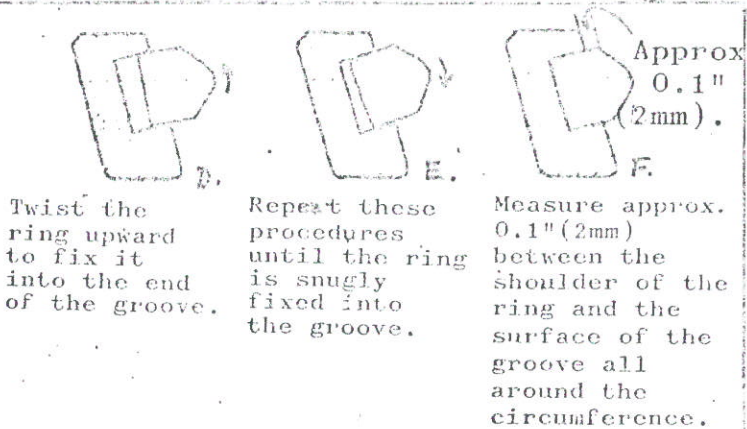 Approx
0.1"
(2mm).
D.
E.
F.
Twist the
ring upward
to fix it
into the end
of the groove.
Repeat these
procedures
until the ring
is snugly
fixed into
the groove.
Measure approx.
0.1"(2mm)
between the
shoulder of the
ring and the
surface of the
groove all
around the
circumference.